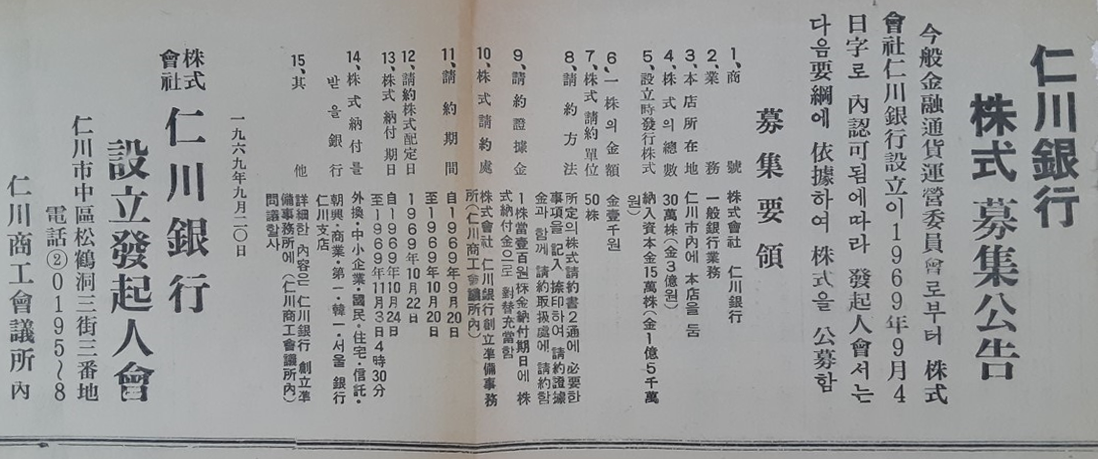 仁川銀行
株式 募集公告
今般金融通貨運營委員會로부터 株式
會社仁川銀行設立이 1969年9月4
日字로 內認可됨에따라 發起人會서는
다음要綱에 依據하여 株式을 公募함
募集要領
1、商號 株式會社 仁川銀行
2、業務 一般銀行業務
3、本店所在地 仁川市內에 本店을 둠
4、株式의總數 30萬株(金3億원)
5、設立時發行株式 納入資本金15萬株(金1億5千萬
원)
6、一株의金額 金壹千원
7、株式請約單位 50株
8、請約方法 所定의株式請約書2通에 必要한
事項을 記入 捺印하여 請約證據
金과 함께 請約取扱處에 請約함
9、請約證據金 1株當壹百원株金納付期日에 株
式納付金으로 對替充當함
10、株式請約處 株式會社 仁川銀行創立準備事務
所(仁川商工會議所內)
11、請約期間 自1969年9月20日
至1969年10月20日
12、請約株式配定日 1969年10月22日
13、株式納付期日 自1969年10月24日
至1969年11月3日4時30分
14、株式納付를 外換·中小企業·國民·住宅·信託·
받을銀行 朝興·商業·第一·韓一·서울 銀行
仁川支店
15、其他 詳細한 內容은 仁川銀行 創立準
備事務所에(仁川商工會議所內)
問議할사
一九六九年九月二○日
株式會社 仁川銀行
設立發起人會
仁川市中區松鶴洞三街三番地
電話②0195~8
仁川商工會議所內